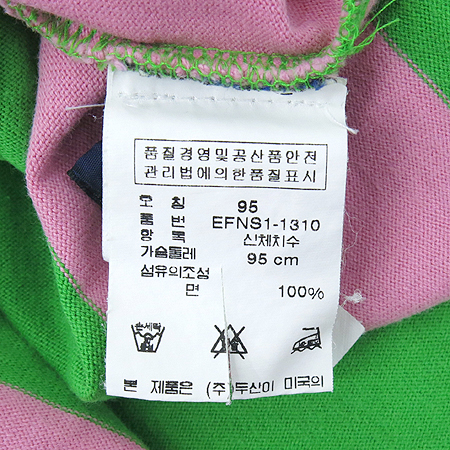 품질경영및공산품안전
관리법에의한품질표시
호 칭 95
품 번 EFNS1-1310
항 목 신체치수
가슴둘레 95 cm
섬유의조성
면 100%
손세탁
본 제품은 (주)두산이 미국의